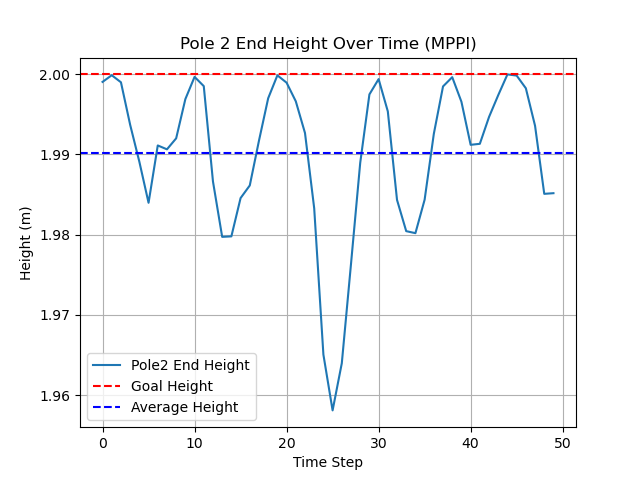 Pole 2 End Height Over Time (MPPI)
2.00
1.99
1.98
1.97
1.96
Height (m)
Pole2 End Height
Goal Height
Average Height
0 10 20 30 40 50
Time Step